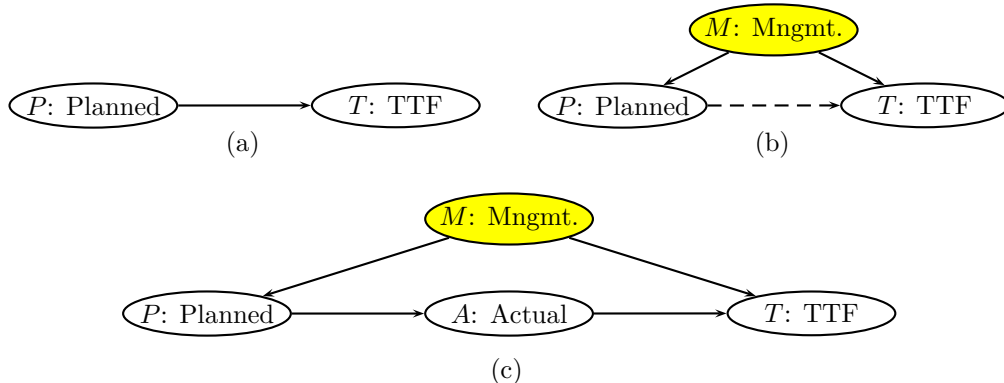 M: Mngmt.
P: Planned
T: TTF
P: Planned
T: TTF
(a)
(b)
M: Mngmt.
P: Planned
A: Actual
T: TTF
(c)